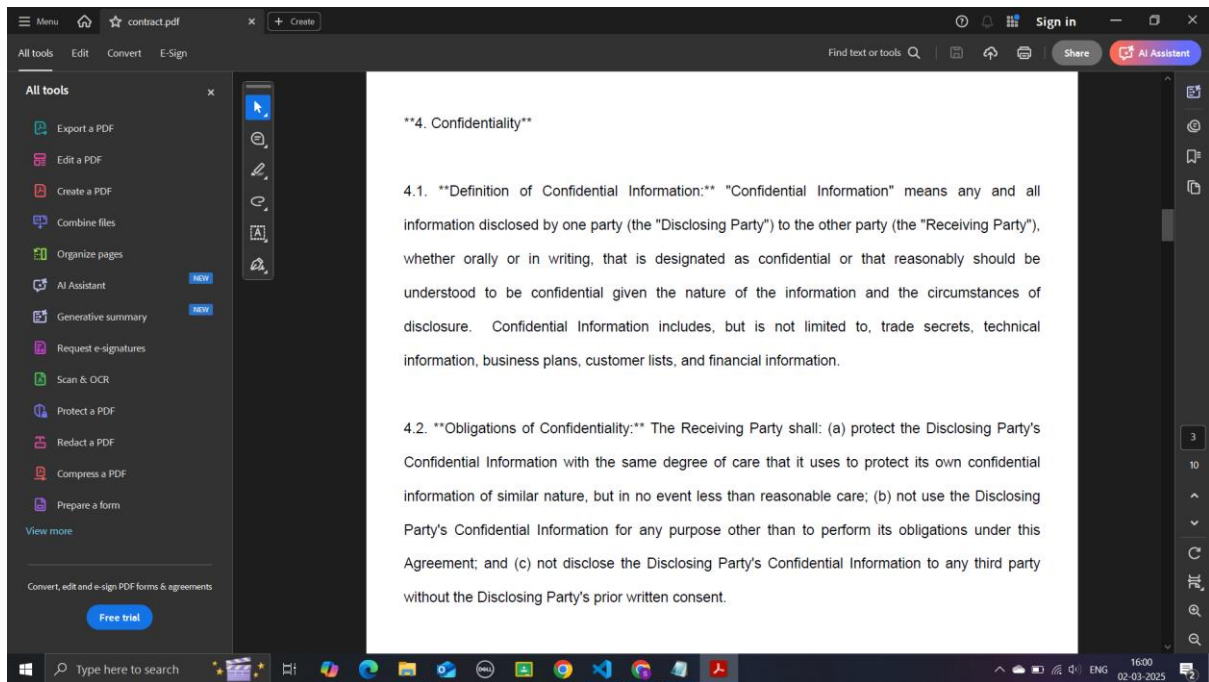 Menu
contract.pdf
Create
Sign in
All tools
Edit
Convert
E-Sign
Find text or tools
Share
AI Assistant
All tools
Export a PDF
Edit a PDF
Create a PDF
Combine files
Organize pages
AI Assistant
NEW
Generative summary
NEW
Request e-signatures
Scan & OCR
Protect a PDF
Redact a PDF
Compress a PDF
Prepare a form
View more
Convert, edit and e-sign PDF forms & agreements
Free trial
**4. Confidentiality**
4.1. **Definition of Confidential Information:** "Confidential Information" means any and all
information disclosed by one party (the "Disclosing Party") to the other party (the "Receiving Party"),
whether orally or in writing, that is designated as confidential or that reasonably should be
understood to be confidential given the nature of the information and the circumstances of
disclosure. Confidential Information includes, but is not limited to, trade secrets, technical
information, business plans, customer lists, and financial information.
4.2. **Obligations of Confidentiality:** The Receiving Party shall: (a) protect the Disclosing Party's
Confidential Information with the same degree of care that it uses to protect its own confidential
information of similar nature, but in no event less than reasonable care; (b) not use the Disclosing
Party's Confidential Information for any purpose other than to perform its obligations under this
Agreement; and (c) not disclose the Disclosing Party's Confidential Information to any third party
without the Disclosing Party's prior written consent.
3
10
Type here to search
DELL
ENG
16:00
02-03-2025
2